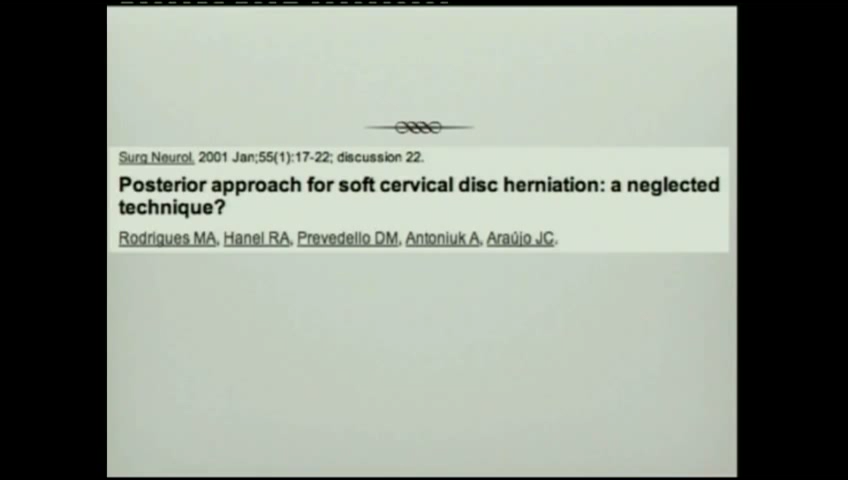 Surg Neurol. 2001 Jan;55(1):17-22; discussion 22.
Posterior approach for soft cervical disc herniation: a neglected
technique?
Rodrigues MA, Hanel RA, Prevedello DM, Antoniuk A, Araújo JC.